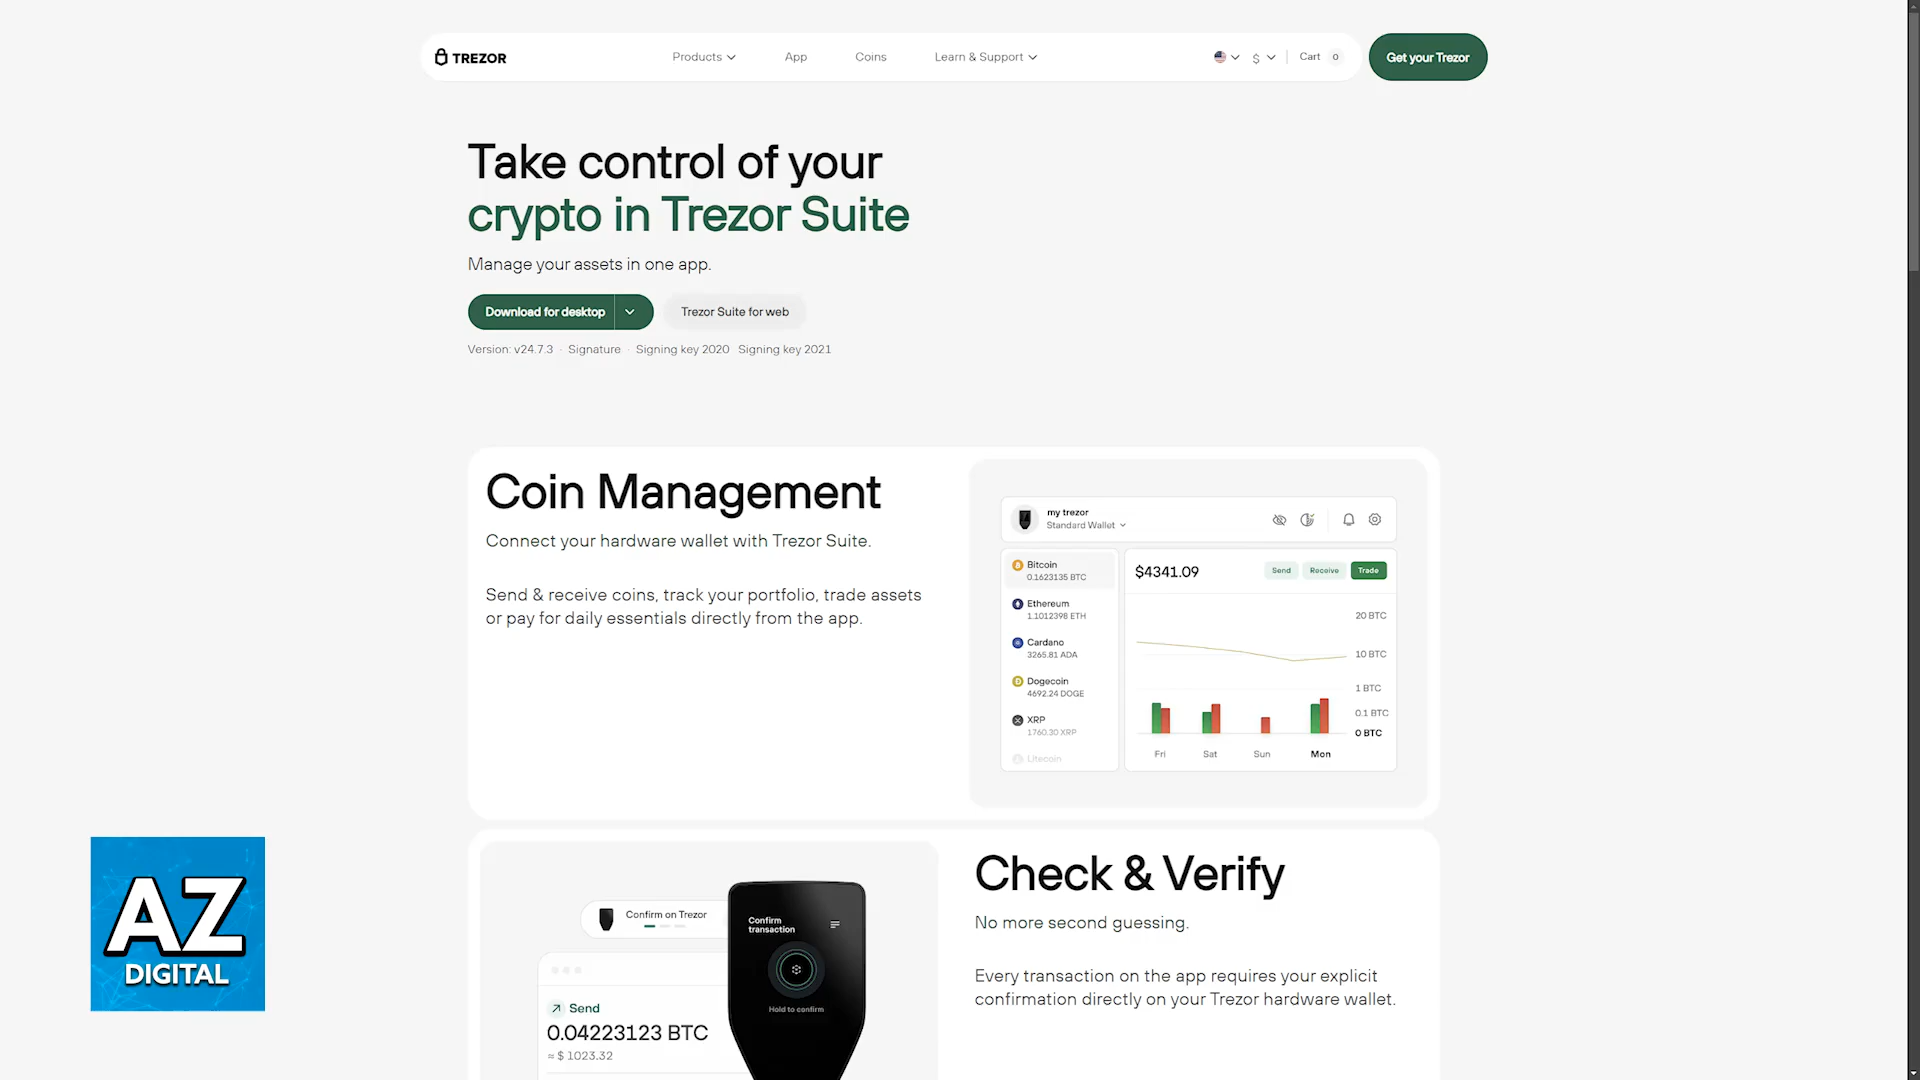 TREZOR
Products
App
Coins
Learn & Support
$
Cart 0
Get your Trezor
Take control of your
crypto in Trezor Suite
Manage your assets in one app.
Download for desktop
Trezor Suite for web
Version: v24.7.3 · Signature · Signing key 2020 Signing key 2021
Coin Management
Connect your hardware wallet with Trezor Suite.
Send & receive coins, track your portfolio, trade assets
or pay for daily essentials directly from the app.
my trezor
Standard Wallet
Bitcoin
0.1623135 BTC
Ethereum
1.1012398 ETH
Cardano
3265.81 ADA
Dogecoin
4692.24 DOGE
XRP
1760.30 XRP
Litecoin
$4341.09
Send
Receive
Trade
20 BTC
10 BTC
1 BTC
0.1 BTC
0 BTC
Fri
Sat
Sun
Mon
Confirm on Trezor
Send
0.04223123 BTC
≈ $ 1023.32
Confirm
transaction
Hold to confirm
Check & Verify
No more second guessing.
Every transaction on the app requires your explicit
confirmation directly on your Trezor hardware wallet.
AZ
DIGITAL